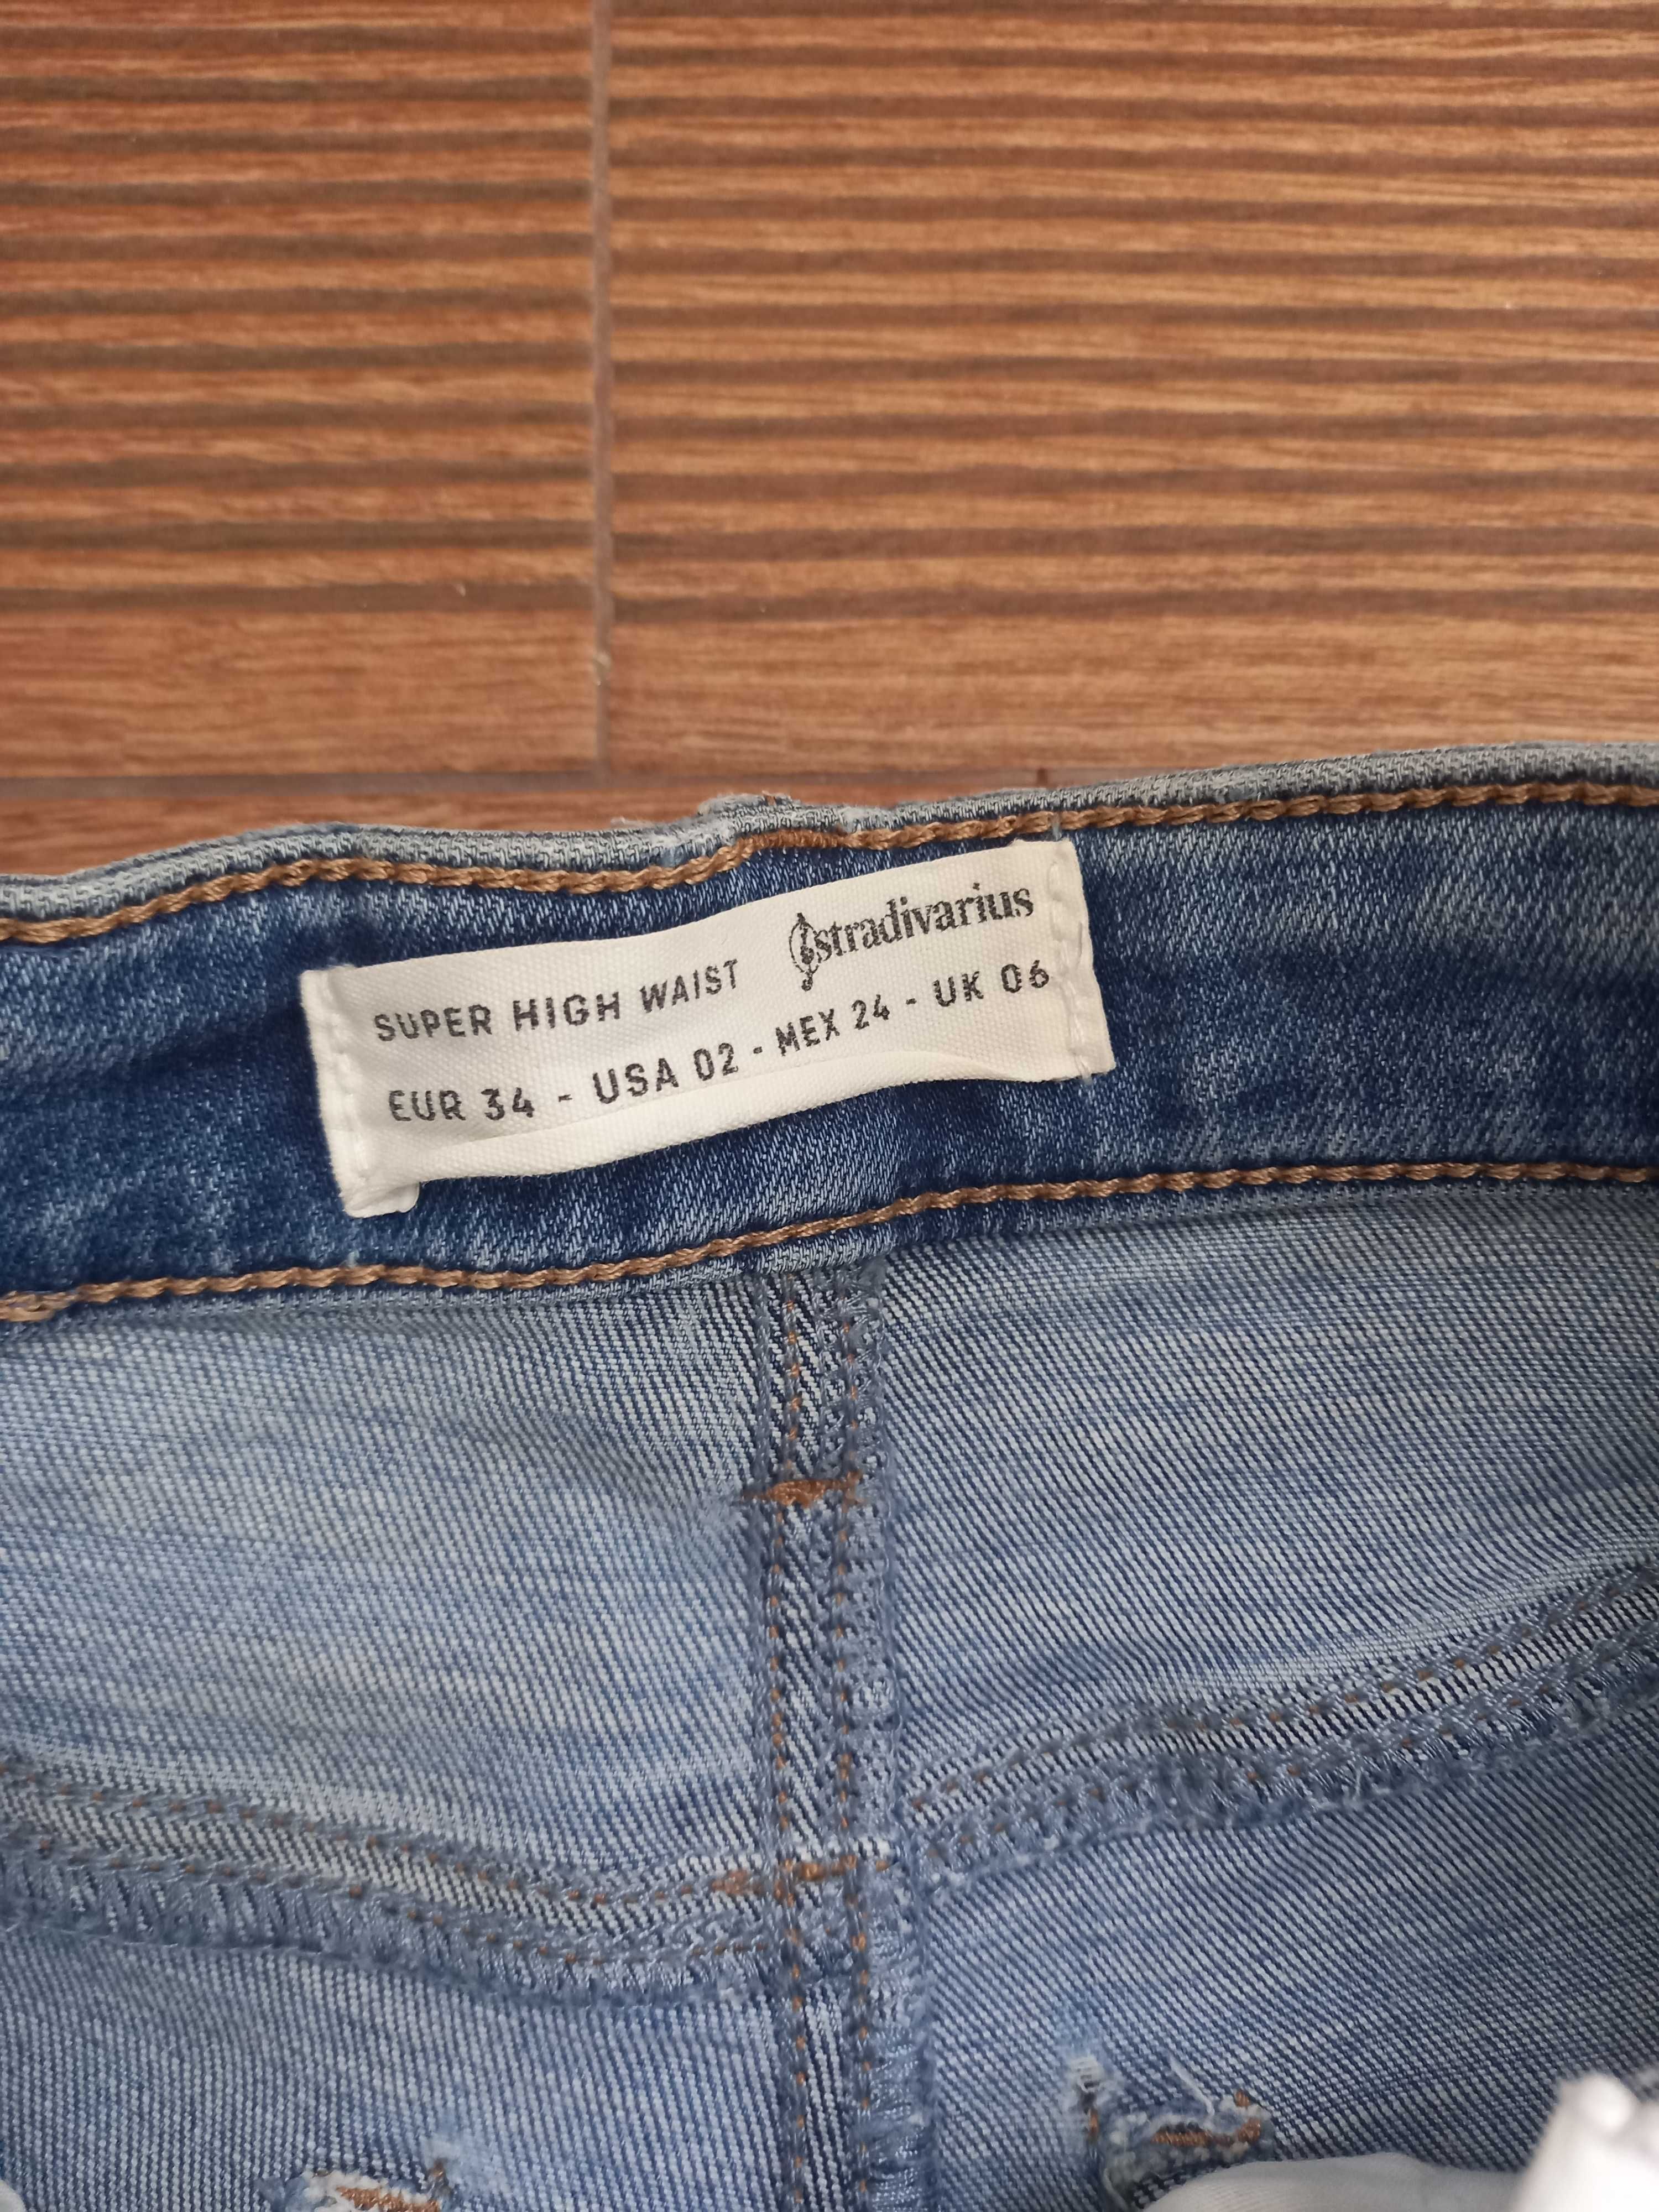 SUPER HIGH WAIST stradivarius
EUR 34 - USA 02 - MEX 24 - UK 06